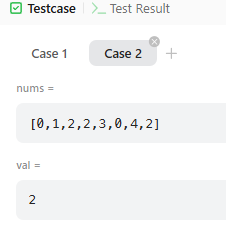 Testcase Test Result
Case 1 Case 2
nums =
[0,1,2,2,3,0,4,2]
val =
2